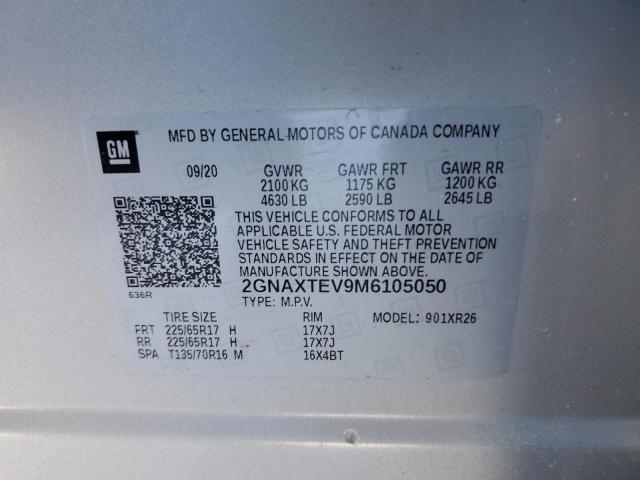 GM
MFD BY GENERAL MOTORS OF CANADA COMPANY
09/20 GVWR GAWR FRT GAWR RR
2100 KG 1175 KG 1200 KG
4630 LB 2590 LB 2645 LB
THIS VEHICLE CONFORMS TO ALL
APPLICABLE U.S. FEDERAL MOTOR
VEHICLE SAFETY AND THEFT PREVENTION
STANDARDS IN EFFECT ON THE DATE OF
MANUFACTURE SHOWN ABOVE.
636R
2GNAXTEV9M6105050
TYPE: M.P.V.
TIRE SIZE RIM MODEL: 901XR26
FRT 225/65R17 H 17X7J
RR 225/65R17 H 17X7J
SPA T135/70R16 M 16X4BT